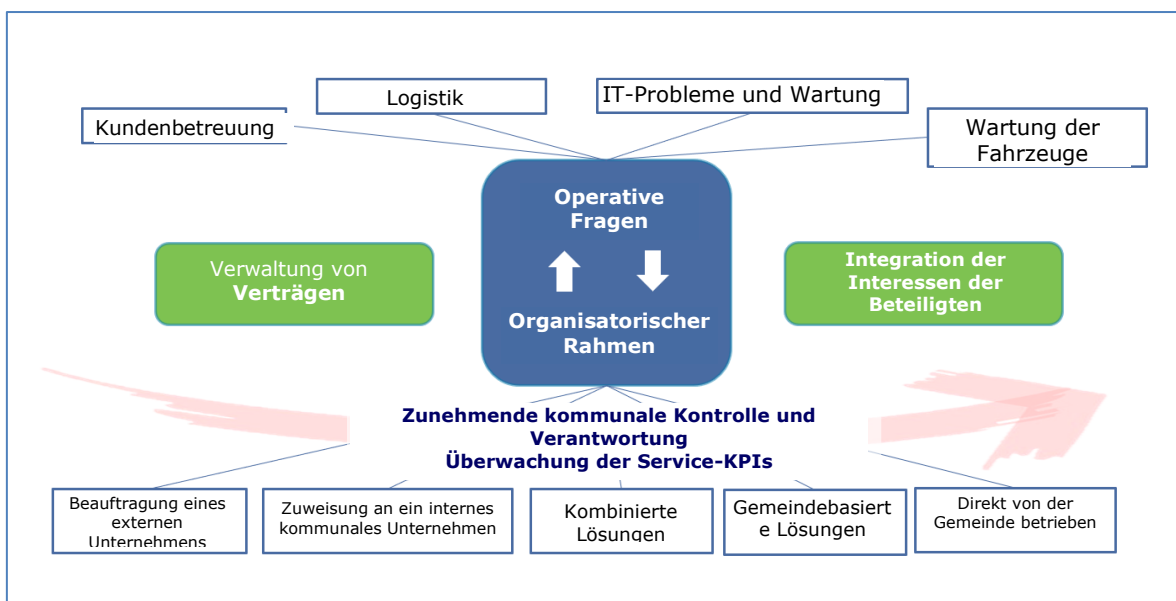 Logistik
IT-Probleme und Wartung
Kundenbetreuung
Wartung der
Fahrzeuge
Operative
Fragen
Verwaltung von
Verträgen
Integration der
Interessen der
Beteiligten
Organisatorischer
Rahmen
Zunehmende kommunale Kontrolle und
Verantwortung
Überwachung der Service-KPIs
Beauftragung eines
externen
Unternehmens
Zuweisung an ein internes
kommunales Unternehmen
Kombinierte
Lösungen
Gemeindebasiert
e Lösungen
Direkt von der
Gemeinde betrieben